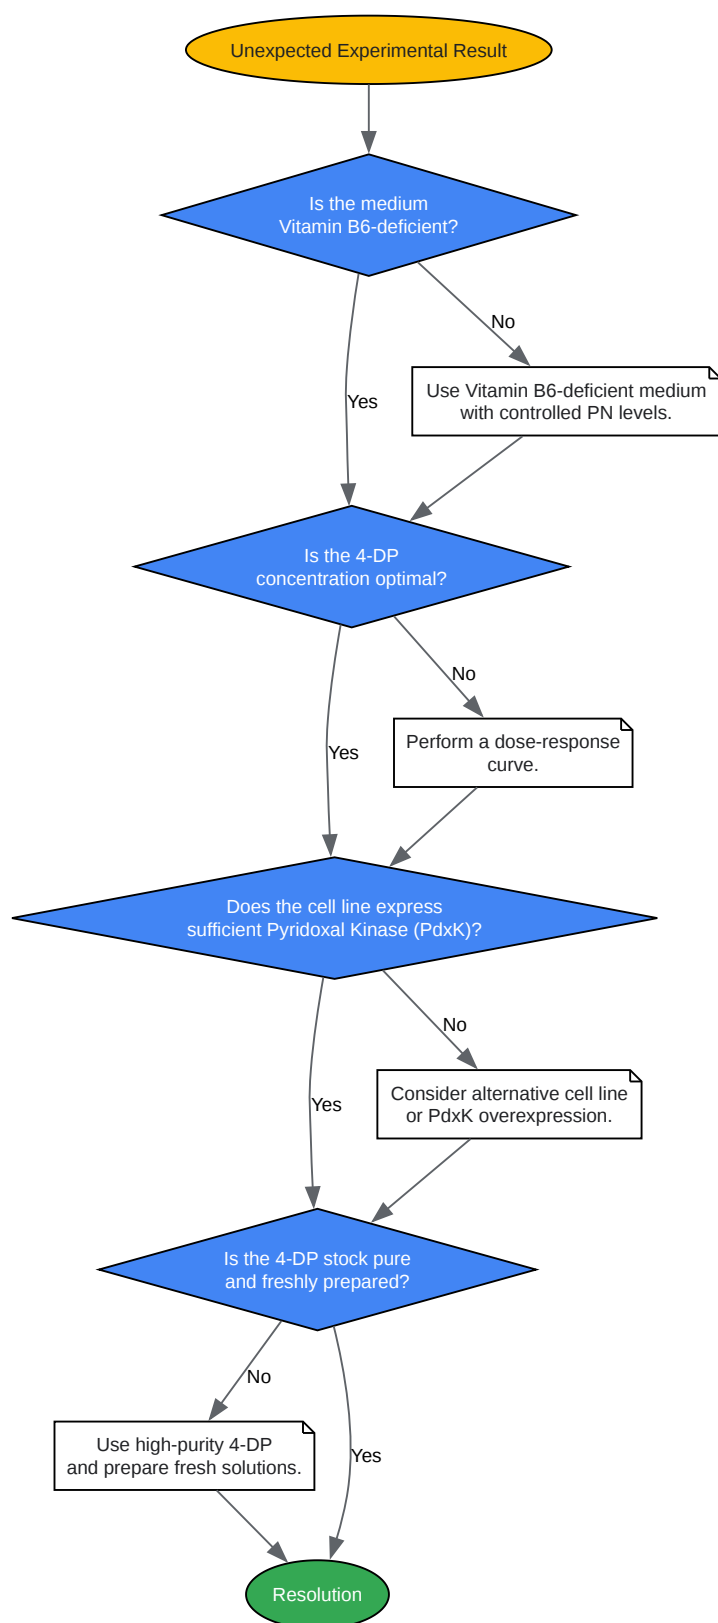 Unexpected Experimental Result
Is the medium
Vitamin B6-deficient?
No
Yes
Use Vitamin B6-deficient medium
with controlled PN levels.
Is the 4-DP
concentration optimal?
No
Yes
Perform a dose-response
curve.
Does the cell line express
sufficient Pyridoxal Kinase (PdxK)?
No
Yes
Consider alternative cell line
or PdxK overexpression.
Is the 4-DP stock pure
and freshly prepared?
No
Yes
Use high-purity 4-DP
and prepare fresh solutions.
Resolution